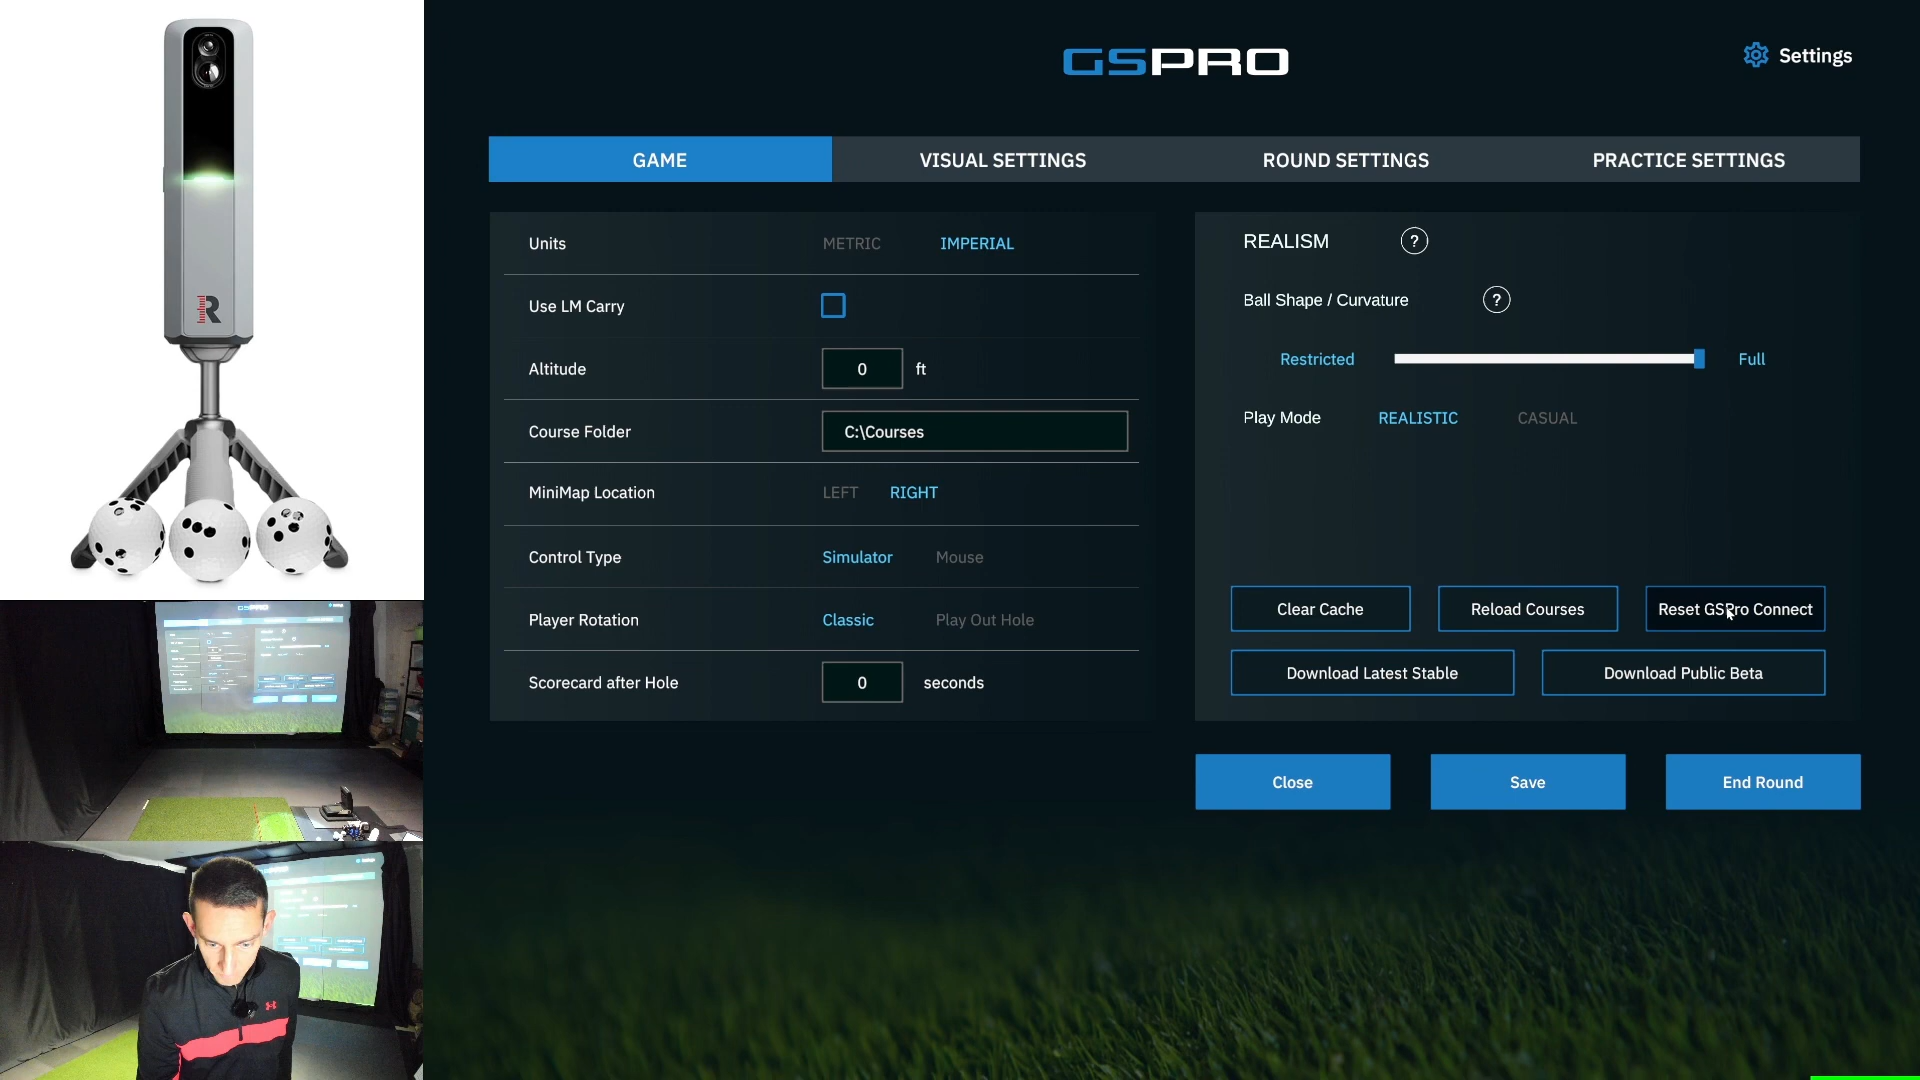 R
GSPRO
Settings
GAME
VISUAL SETTINGS
ROUND SETTINGS
PRACTICE SETTINGS
Units METRIC IMPERIAL
Use LM Carry
Altitude 0 ft
Course Folder C:\Courses
MiniMap Location LEFT RIGHT
Control Type Simulator Mouse
Player Rotation Classic Play Out Hole
Scorecard after Hole 0 seconds
REALISM ?
Ball Shape / Curvature ?
Restricted Full
Play Mode REALISTIC CASUAL
Clear Cache Reload Courses Reset GSPro Connect
Download Latest Stable Download Public Beta
Close Save End Round